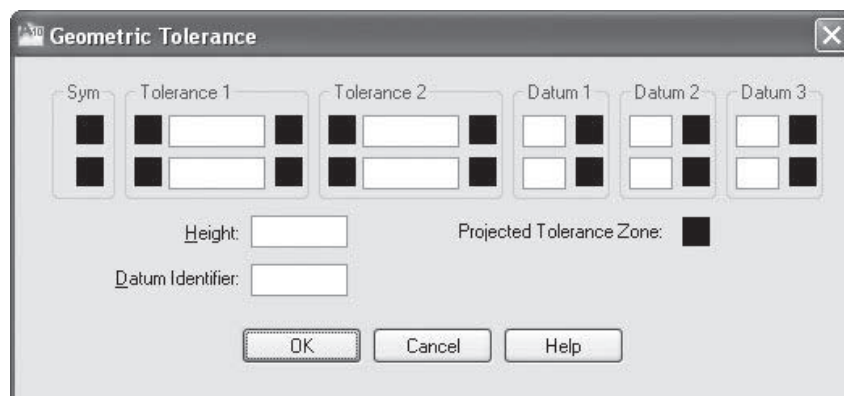 Geometric Tolerance
Sym Tolerance 1 Tolerance 2 Datum 1 Datum 2 Datum 3
Height: Projected Tolerance Zone:
Datum Identifier:
OK Cancel Help